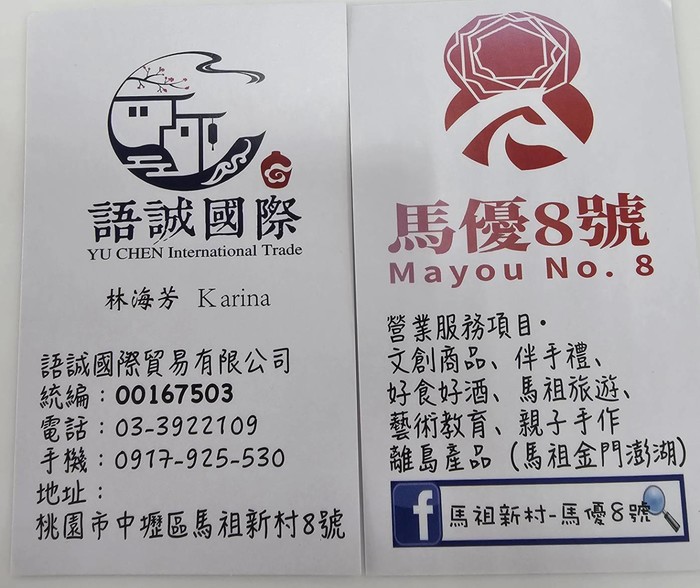 語誠國際
YU CHEN International Trade
林海芳 Karina
語誠國際貿易有限公司
統編：00167503
電話：03-3922109
手機：0917-925-530
地址：
桃園市中壢區馬祖新村8號
馬優8號
Mayou No. 8
營業服務項目·
文創商品、伴手禮、
好食好酒、馬祖旅遊、
藝術教育、親子手作
離島產品（馬祖金門澎湖）
f 馬祖新村-馬優8號